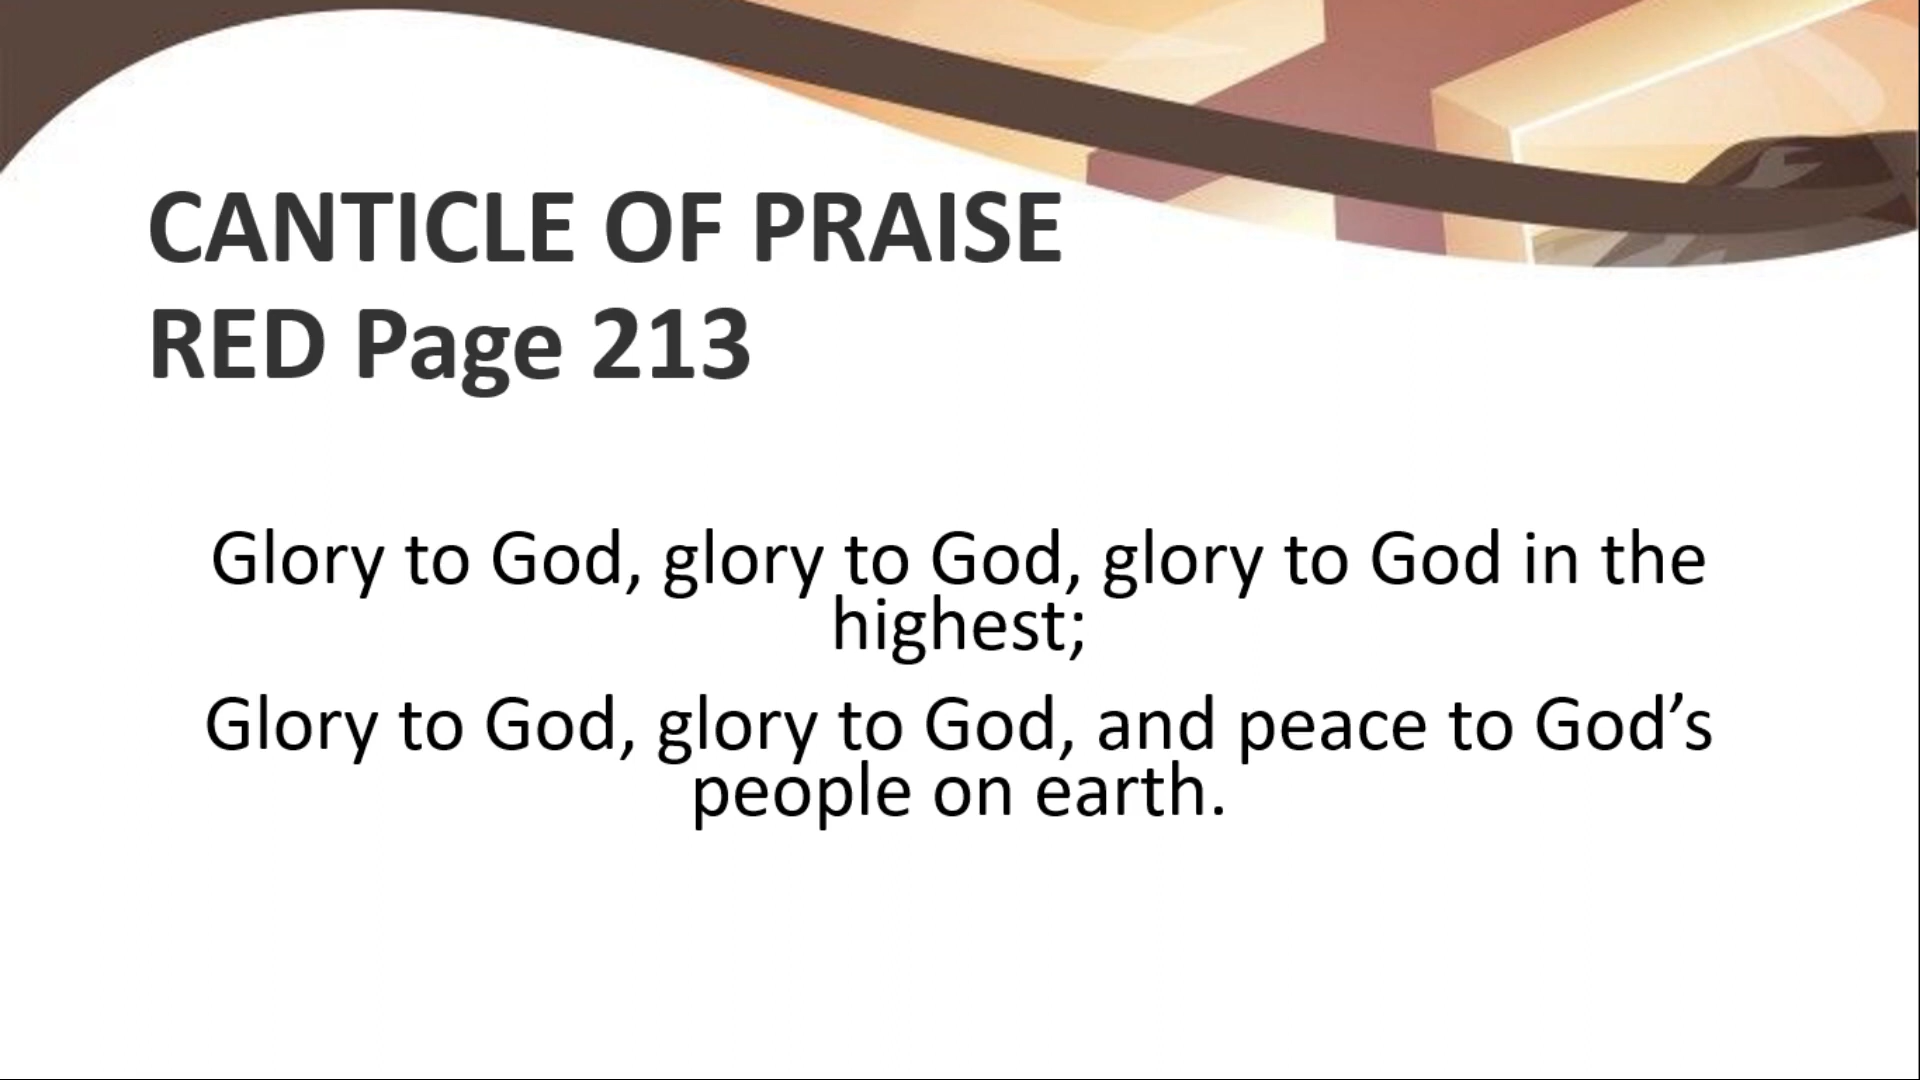 CANTICLE OF PRAISE
RED Page 213
Glory to God, glory to God, glory to God in the
highest;
Glory to God, glory to God, and peace to God’s
people on earth.